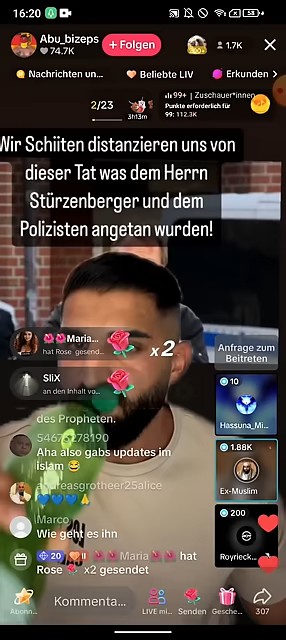 16:20
58
Abu_bizeps
74.7K
+ Folgen
1.7K
Nachrichten un...
Beliebte LIV
Erkunden
2/23
3h13m
99+ | Zuschauer*innen
Punkte erforderlich für
99: 112.3K
Wir Schiiten distanzieren uns von
dieser Tat was dem Herrn
Stürzenberger und dem
Polizisten angetan wurden!
Maria...
hat Rose gesend...
x2
SliX
an den Inhalt vo...
Anfrage zum
Beitreten
10
Hassuna_Mi...
1.88K
Ex-Muslim
200
Royrieck...
des Propheten.
54675278190
Aha also gabs updates im
islam 😂
andreasgrotheer25alice
💙💙💙🙏
Marco
Wie geht es ihn
20 🌺🌺Maria🌺🌺 hat
Rose 🌹 x2 gesendet
Abonn...
Kommenta...
LIVE mi...
Senden
Gesche...
307